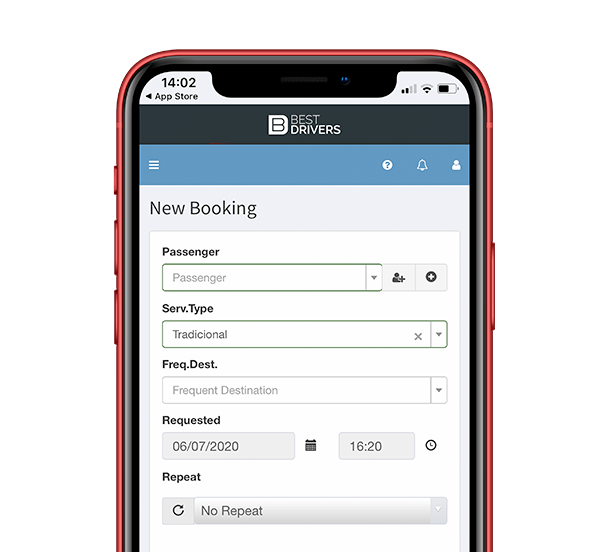 14:02
App Store
BEST
DRIVERS
New Booking
Passenger
Passenger
Serv.Type
Tradicional
Freq.Dest.
Frequent Destination
Requested
06/07/2020 16:20
Repeat
No Repeat